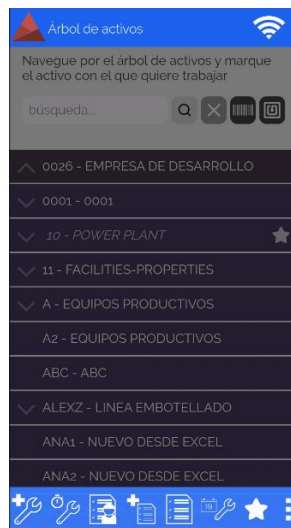 Árbol de activos
Navegue por el árbol de activos y marque
el activo con el que quiere trabajar
búsqueda...
0026 - EMPRESA DE DESARROLLO
0001 - 0001
10 - POWER PLANT
11 - FACILITIES-PROPERTIES
A - EQUIPOS PRODUCTIVOS
A2 - EQUIPOS PRODUCTIVOS
ABC - ABC
ALEXZ - LINEA EMBOTELLADO
ANA1 - NUEVO DESDE EXCEL
ANA2 - NUEVO DESDE EXCEL
19